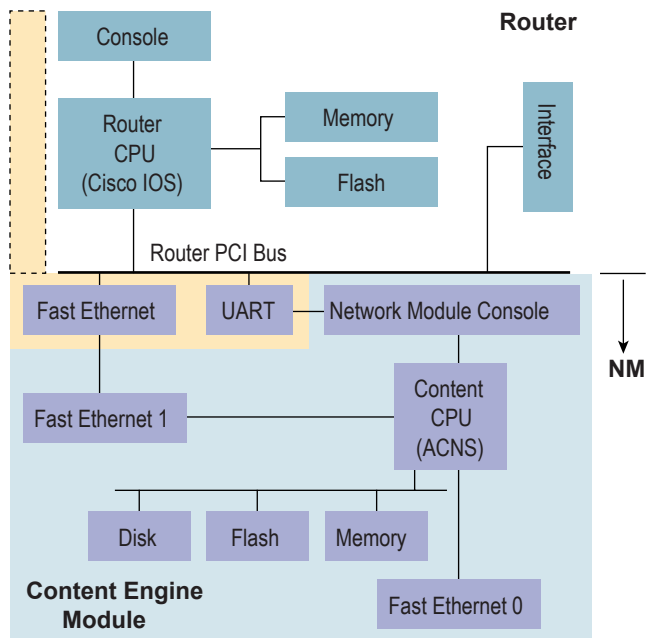 Router
Console
Router
CPU
(Cisco IOS)
Memory
Flash
Interface
Router PCI Bus
Fast Ethernet
UART
Network Module Console
NM
Fast Ethernet 1
Content
CPU
(ACNS)
Disk
Flash
Memory
Content Engine
Module
Fast Ethernet 0